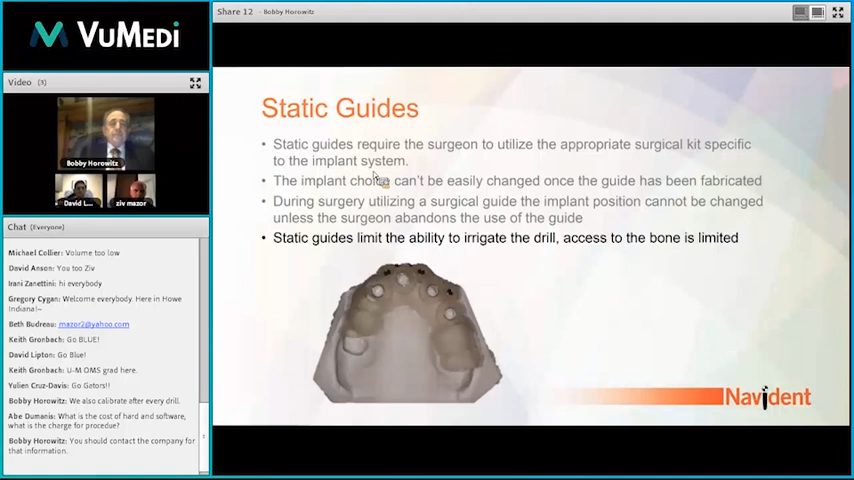 VUMEDI
Video (3)
Bobby Horowitz
David L...
ziv mazor
Chat (Everyone)
Michael Collier: Volume too low
David Anson: You too Ziv
Irani Zanettini: hi everybody
Gregory Cygan: Welcome everybody. Here in Howe
Indiana!~
Beth Budreau: mazor2@yahoo.com
Keith Gronbach: Go BLUE!
David Lipton: Go Blue!
Keith Gronbach: U-M OMS grad here.
Yulien Cruz-Davis: Go Gators!!
Bobby Horowitz: We also calibrate after every drill.
Abe Dumanis: What is the cost of hard and software,
what is the charge for procedue?
Bobby Horowitz: You should contact the company for
that information.
Share 12 - Bobby Horowitz
Static Guides
• Static guides require the surgeon to utilize the appropriate surgical kit specific
to the implant system.
• The implant choice can't be easily changed once the guide has been fabricated
• During surgery utilizing a surgical guide the implant position cannot be changed
unless the surgeon abandons the use of the guide
• Static guides limit the ability to irrigate the drill, access to the bone is limited
Navident